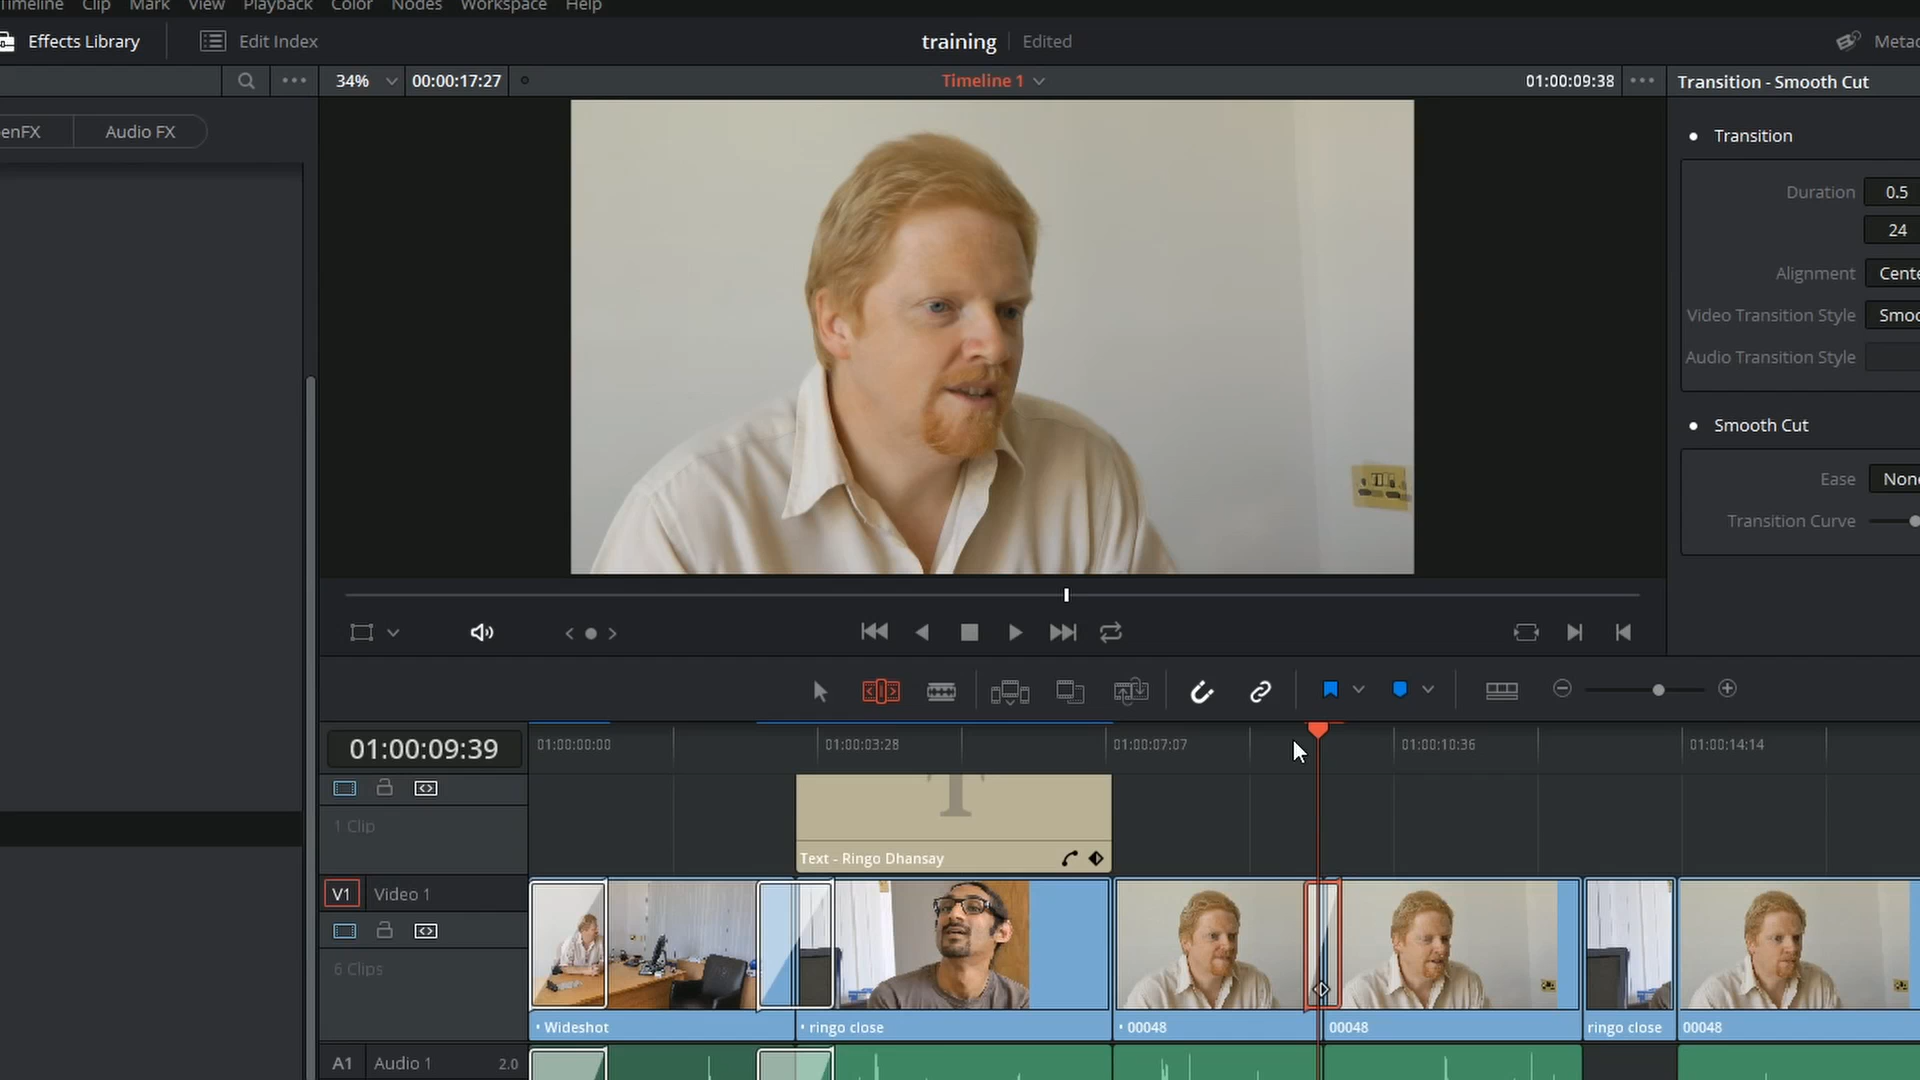 Timeline Clip Mark View Playback Color Nodes Workspace Help
Effects Library Edit Index training Edited
34% 00:00:17:27 Timeline 1 01:00:09:38 Transition - Smooth Cut
Audio FX
Transition
Duration 0.5
24
Alignment
Video Transition Style
Audio Transition Style
Smooth Cut
Ease
Transition Curve
01:00:09:39 01:00:00:00 01:00:03:28 01:00:07:07 01:00:10:36 01:00:14:14
1 Clip
T
Text - Ringo Dhansay
V1 Video 1
6 Clips
• Wideshot • ringo close • 00048 00048 ringo close 00048
A1 Audio 1 2.0